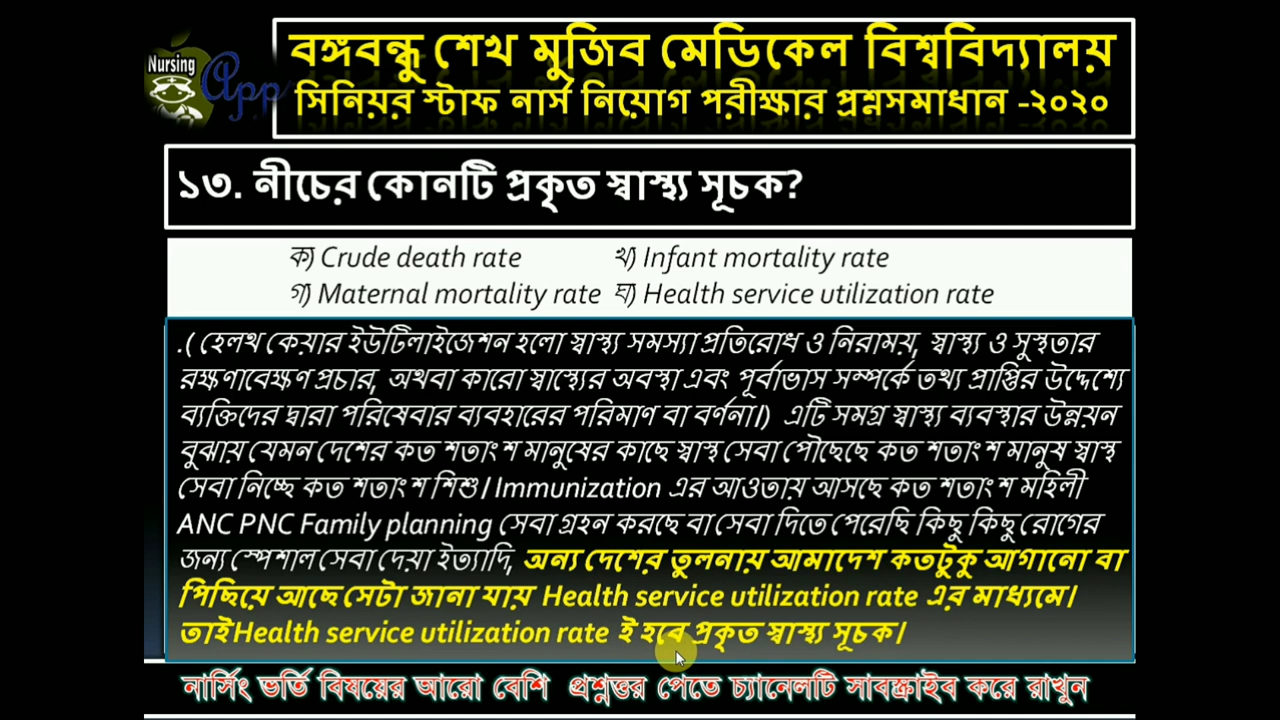 Nursing
App
বঙ্গবন্ধু শেখ মুজিব মেডিকেল বিশ্ববিদ্যালয়
সিনিয়র স্টাফ নার্স নিয়োগ পরীক্ষার প্রশ্নসমাধান -২০২০
১৩. নীচের কোনটি প্রকৃত স্বাস্থ্য সূচক?
ক) Crude death rate খ) Infant mortality rate
গ) Maternal mortality rate ঘ) Health service utilization rate
.( হেলথ কেয়ার ইউটিলাইজেশন হলো স্বাস্থ্য সমস্যা প্রতিরোধ ও নিরাময়, স্বাস্থ্য ও সুস্থতার
রক্ষণাবেক্ষণ প্রচার, অথবা কারো স্বাস্থ্যের অবস্থা এবং পূর্বাভাস সম্পর্কে তথ্য প্রাপ্তির উদ্দেশ্যে
ব্যক্তিদের দ্বারা পরিষেবার ব্যবহারের পরিমাণ বা বর্ণনা।) এটি সমগ্র স্বাস্থ্য ব্যবস্থার উন্নয়ন
বুঝায় যেমন দেশের কত শতাংশ মানুষের কাছে স্বাস্থ সেবা পৌছেছে কত শতাংশ মানুষ স্বাস্থ
সেবা নিচ্ছে কত শতাংশ শিশু। Immunization এর আওতায় আসছে কত শতাংশ মহিলী
ANC PNC Family planning সেবা গ্রহন করছে বা সেবা দিতে পেরেছি কিছু কিছু রোগের
জন্য স্পেশাল সেবা দেয়া ইত্যাদি, অন্য দেশের তুলনায় আমাদেশ কতটুকু আগানো বা
পিছিয়ে আছে সেটা জানা যায় Health service utilization rate এর মাধ্যমে।
তাই Health service utilization rate ই হবে প্রকৃত স্বাস্থ্য সূচক।
নার্সিং ভর্তি বিষয়ের আরো বেশি প্রশ্নত্তর পেতে চ্যানেলটি সাবস্ক্রাইব করে রাখুন